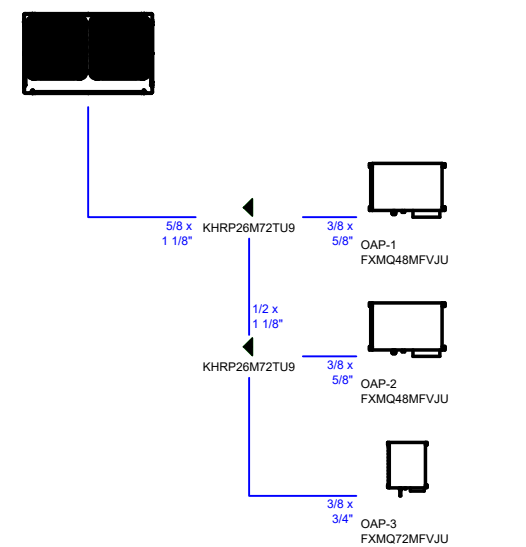 5/8 x
1 1/8"
KHRP26M72TU9
3/8 x
5/8"
OAP-1
FXMQ48MFVJU
1/2 x
1 1/8"
KHRP26M72TU9
3/8 x
5/8"
OAP-2
FXMQ48MFVJU
3/8 x
3/4"
OAP-3
FXMQ72MFVJU